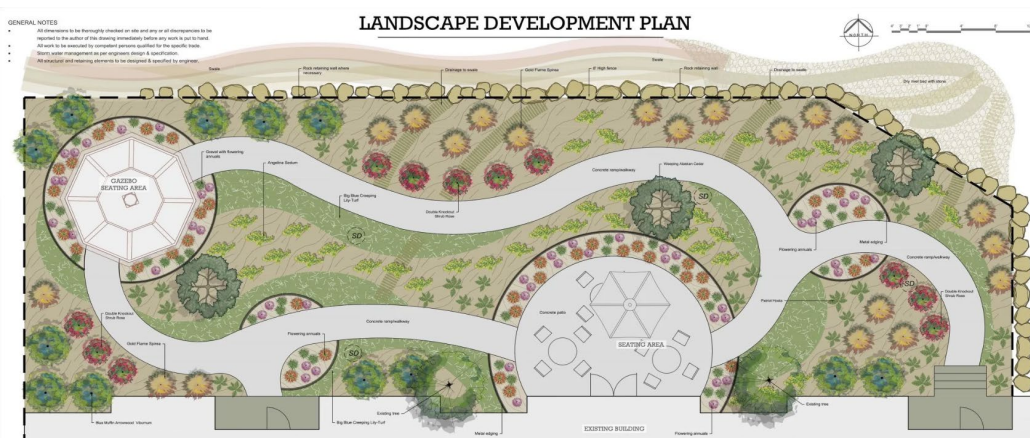 LANDSCAPE DEVELOPMENT PLAN
GENERAL NOTES
All dimensions to be thoroughly checked on site and any or all discrepancies to be
reported to the author of this drawing immediately before any work is put to hand.
All work to be executed by competent persons qualified for the specific trade.
Storm water management as per engineers design & specification.
All structural and retaining elements to be designed & specified by engineer.
NORTH
Swale
Rock retaining wall where
necessary
Drainage to swale
Gold Flame Spirea
6' High fence
Swale
Rock retaining wall
Drainage to swale
Dry river bed with stone
Gravel with flowering
annuals
Angelina Sedum
GAZEBO
SEATING AREA
Big Blue Creeping
Lily Turf
Double Knockout
Shrub Rose
Concrete ramp/walkway
Weeping Alaskan Cedar
SD
SD
Flowering annuals
Metal edging
Concrete ramp/walkway
SD
Double Knockout
Shrub Rose
Double Knockout
Shrub Rose
Gold Flame Spirea
Flowering annuals
Concrete ramp/walkway
SD
Concrete patio
SEATING AREA
Existing tree
Existing tree
Blue Muffin Arrowwood Viburnum
Big Blue Creeping Lily Turf
Metal edging
EXISTING BUILDING
Flowering annuals